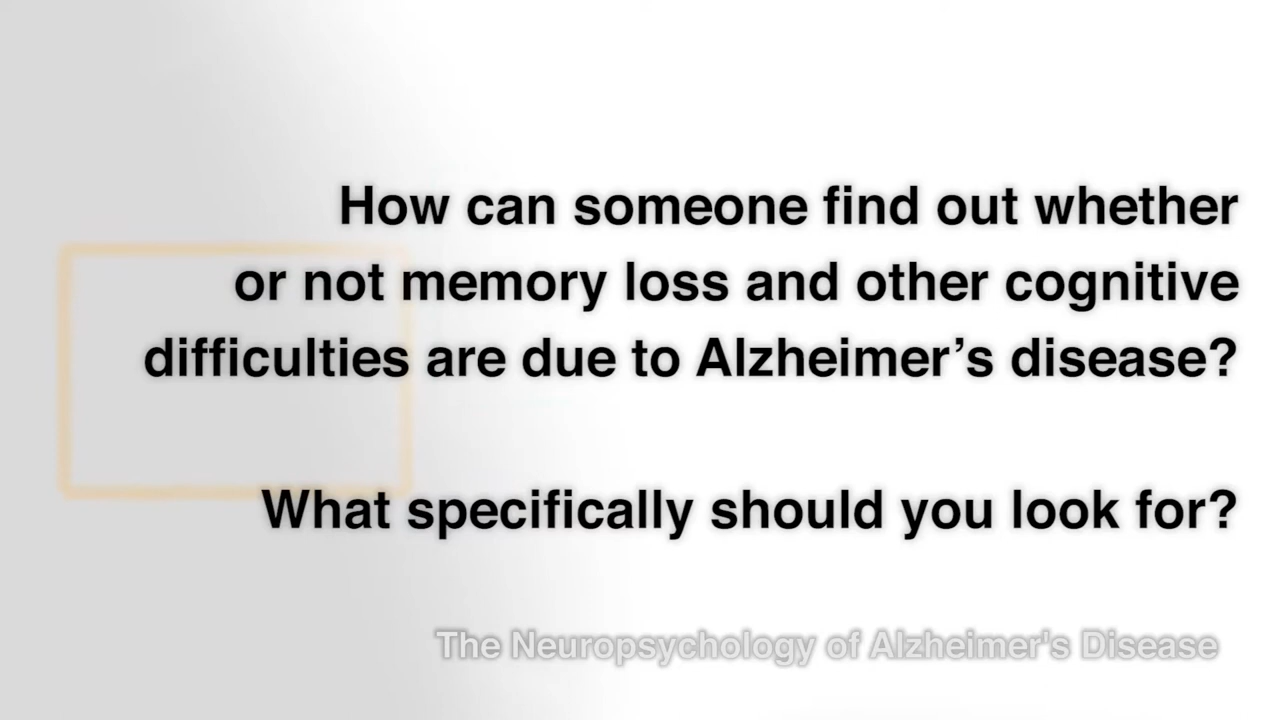 How can someone find out whether
or not memory loss and other cognitive
difficulties are due to Alzheimer’s disease?
What specifically should you look for?
The Neuropsychology of Alzheimer's Disease